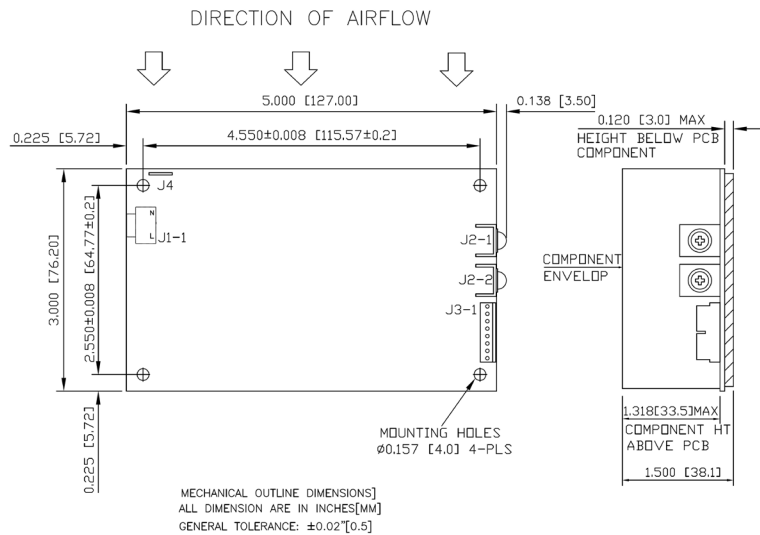 DIRECTION OF AIRFLOW
5.000 [127.00]
0.138 [3.50]
0.225 [5.72]
4.550±0.008 [115.57±0.2]
0.120 [3.0] MAX
HEIGHT BELOW PCB
COMPONENT
J4
N
L
J1-1
J2-1
J2-2
J3-1
3.000 [76.20]
2.550±0.008 [64.77±0.2]
0.225 [5.72]
COMPONENT
ENVELOP
MOUNTING HOLES
Ø0.157 [4.0] 4-PLS
1.318[33.5]MAX
COMPONENT HT
ABOVE PCB
1.500 [38.1]
MECHANICAL OUTLINE DIMENSIONS]
ALL DIMENSION ARE IN INCHES[MM]
GENERAL TOLERANCE: ±0.02"[0.5]